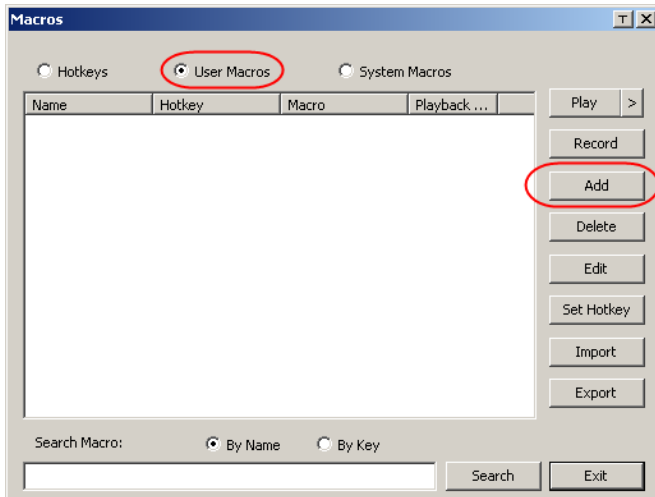 Macros
Hotkeys User Macros System Macros
Name Hotkey Macro Playback ... Play >
Record
Add
Delete
Edit
Set Hotkey
Import
Export
Search Macro: By Name By Key
Search Exit